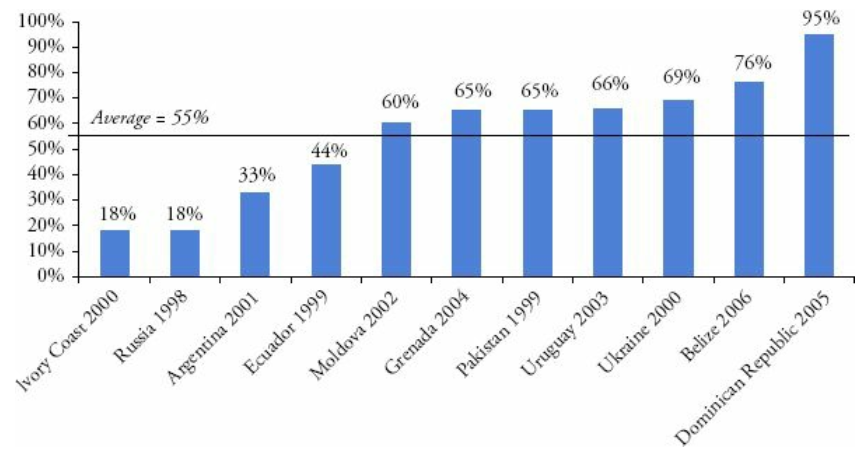 100%
90%
80%
70%
60%
50%
40%
30%
20%
10%
0%
Average = 55%
18%
18%
33%
44%
60%
65%
65%
66%
69%
76%
95%
Ivory Coast 2000
Russia 1998
Argentina 2001
Ecuador 1999
Moldova 2002
Grenada 2004
Pakistan 1999
Uruguay 2003
Ukraine 2000
Belize 2006
Dominican Republic 2005